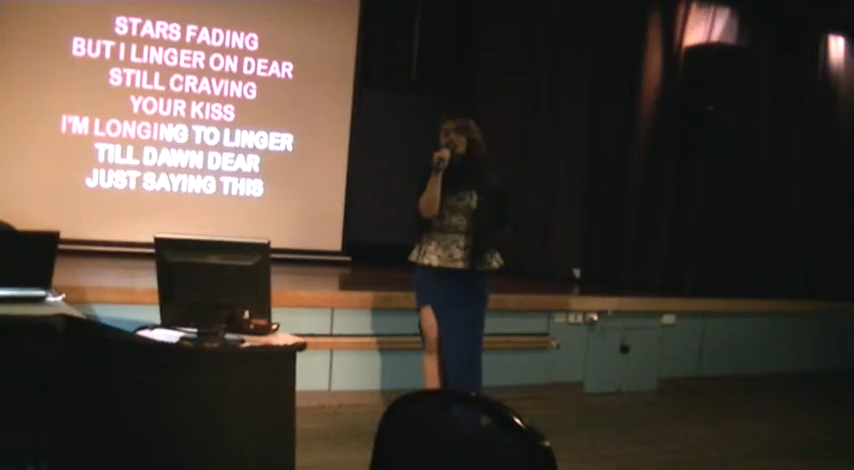 STARS FADING
BUT I LINGER ON DEAR
STILL CRAVING
YOUR KISS
I'M LONGING TO LINGER
TILL DAWN DEAR
JUST SAYING THIS